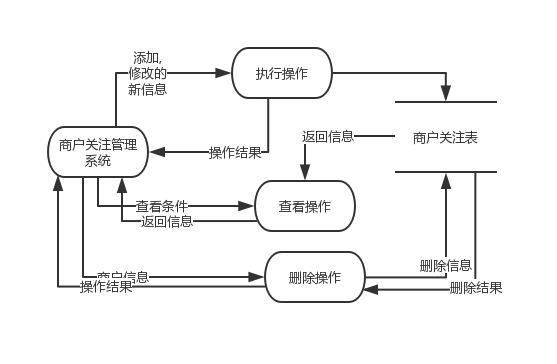 添加,
修改的
新信息
执行操作
返回信息
商户关注表
商户关注管理
系统
操作结果
查看条件
返回信息
查看操作
删除信息
商户信息
操作结果
删除操作
删除结果